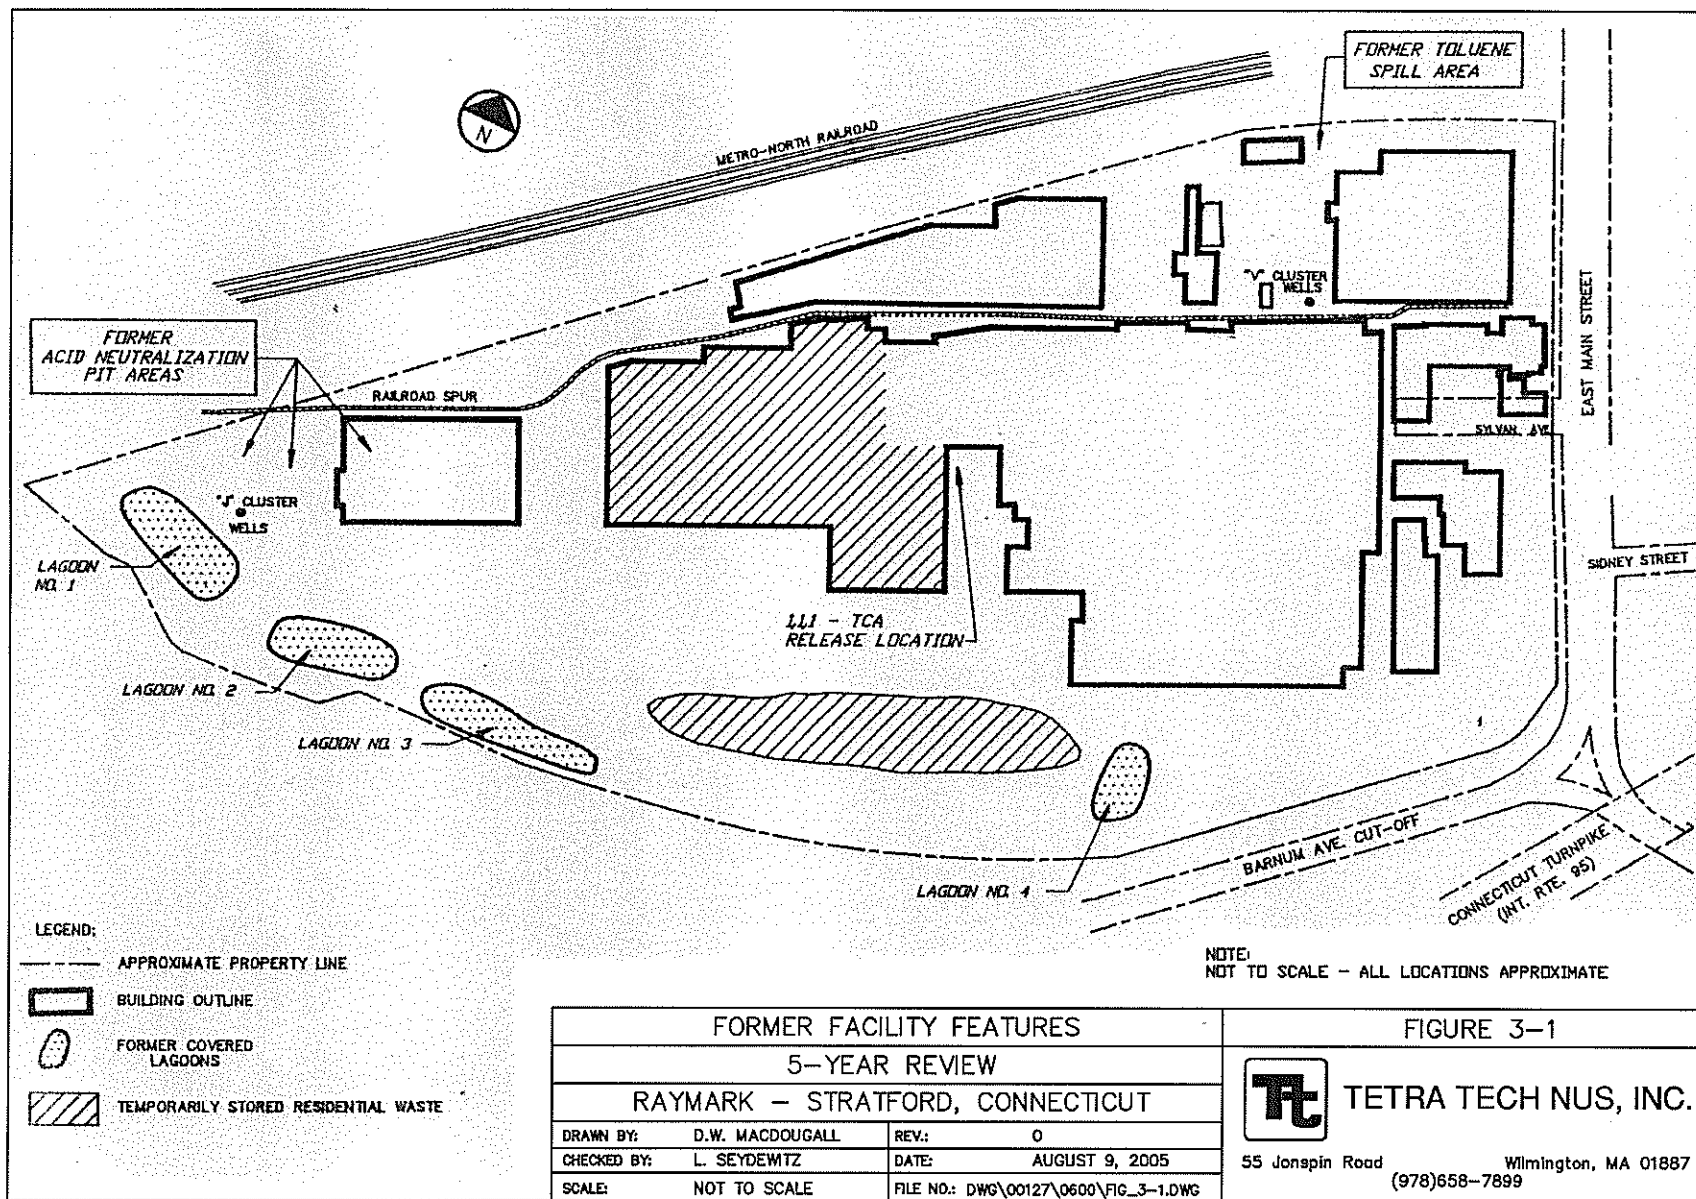 FORMER TOLUENE
SPILL AREA
N
METRO-NORTH RAILROAD
"V" CLUSTER
WELLS
FORMER
ACID NEUTRALIZATION
PIT AREAS
RAILROAD SPUR
EAST MAIN STREET
SYLVAN AVE
"J" CLUSTER
WELLS
LAGOON
NO. 1
SIDNEY STREET
1,1,1 - TCA
RELEASE LOCATION
LAGOON NO. 2
LAGOON NO. 3
BARNUM AVE. CUT-OFF
LAGOON NO. 4
CONNECTICUT TURNPIKE
(INT. RTE. 95)
LEGEND:
APPROXIMATE PROPERTY LINE
BUILDING OUTLINE
FORMER COVERED
LAGOONS
TEMPORARILY STORED RESIDENTIAL WASTE
NOTE:
NOT TO SCALE - ALL LOCATIONS APPROXIMATE
FORMER FACILITY FEATURES
5-YEAR REVIEW
RAYMARK - STRATFORD, CONNECTICUT
DRAWN BY: D.W. MACDOUGALL REV.: 0
CHECKED BY: L. SEYDEWITZ DATE: AUGUST 9, 2005
SCALE: NOT TO SCALE FILE NO.: DWG\00127\0600\FIG_3-1.DWG
FIGURE 3-1
Tt TETRA TECH NUS, INC.
55 Jonspin Road Wilmington, MA 01887
(978)658-7899